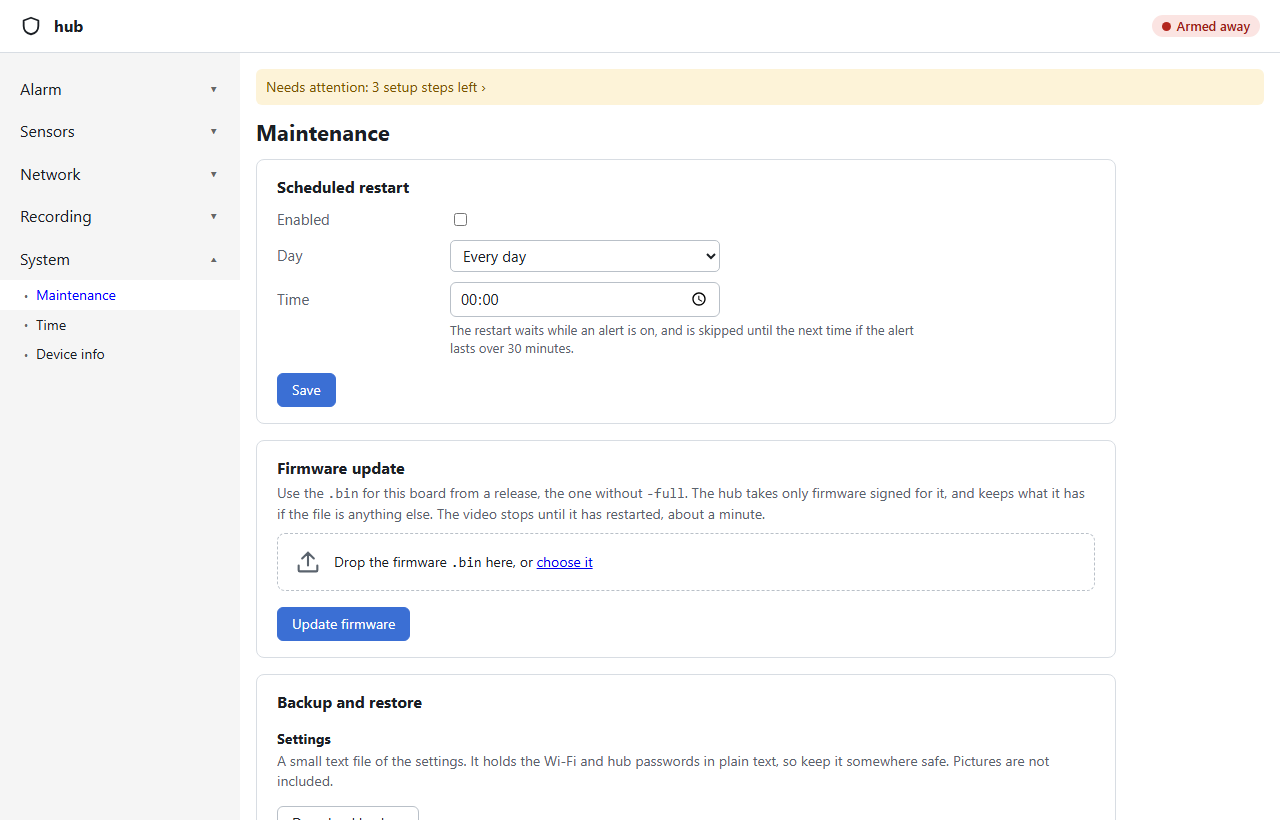 hub
Armed away
Alarm
Sensors
Network
Recording
System
Maintenance
Time
Device info
Needs attention: 3 setup steps left ›
Maintenance
Scheduled restart
Enabled
Day
Every day
Time
00:00
The restart waits while an alert is on, and is skipped until the next time if the alert
lasts over 30 minutes.
Save
Firmware update
Use the .bin for this board from a release, the one without -full. The hub takes only firmware signed for it, and keeps what it has
if the file is anything else. The video stops until it has restarted, about a minute.
Drop the firmware .bin here, or choose it
Update firmware
Backup and restore
Settings
A small text file of the settings. It holds the Wi-Fi and hub passwords in plain text, so keep it somewhere safe. Pictures are not
included.